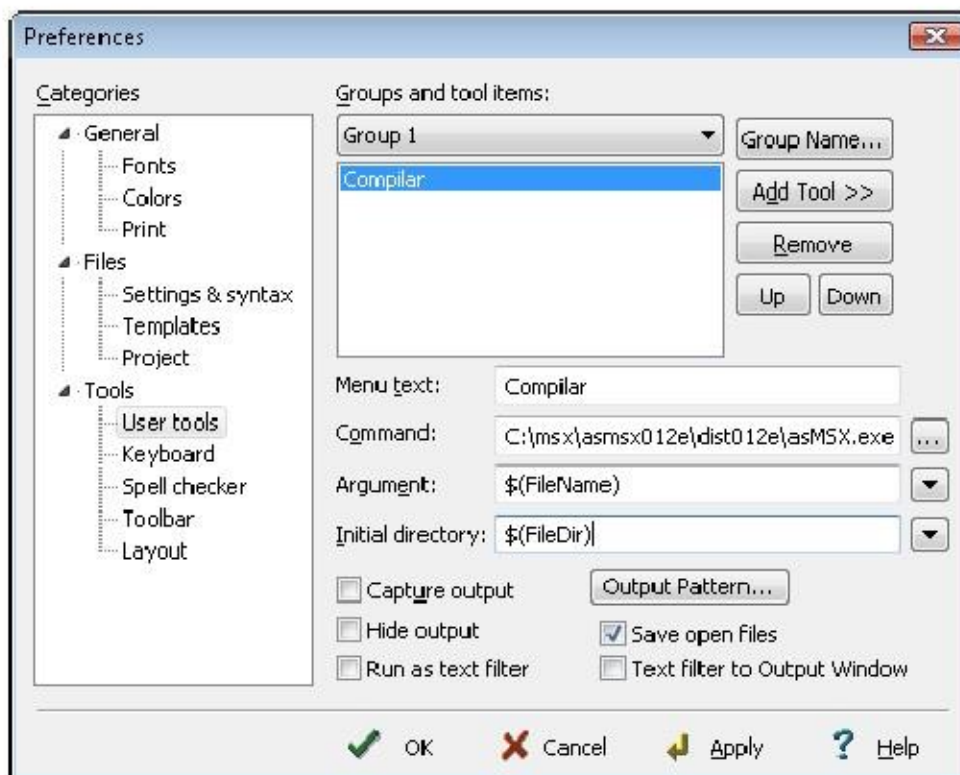 Preferences
Categories
General
Fonts
Colors
Print
Files
Settings & syntax
Templates
Project
Tools
User tools
Keyboard
Spell checker
Toolbar
Layout
Groups and tool items:
Group 1
Group Name...
Compilar
Add Tool >>
Remove
Up
Down
Menu text:
Compilar
Command:
C:\msx\asmsx012e\dist012e\asMSX.exe
...
Argument:
$(FileName)
Initial directory:
$(FileDir)
Capture output
Output Pattern...
Hide output
Save open files
Run as text filter
Text filter to Output Window
OK
Cancel
Apply
? Help